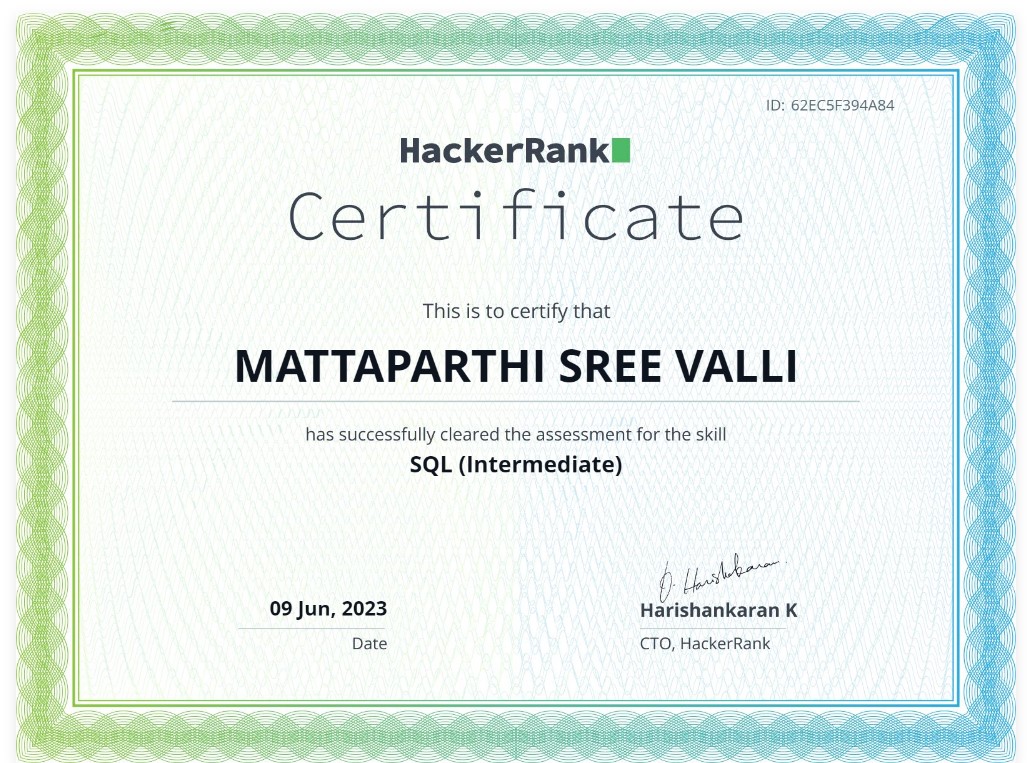 ID: 62EC5F394A84
HackerRank
Certificate
This is to certify that
MATTAPARTHI SREE VALLI
has successfully cleared the assessment for the skill
SQL (Intermediate)
09 Jun, 2023
Date
Harishankaran K
CTO, HackerRank